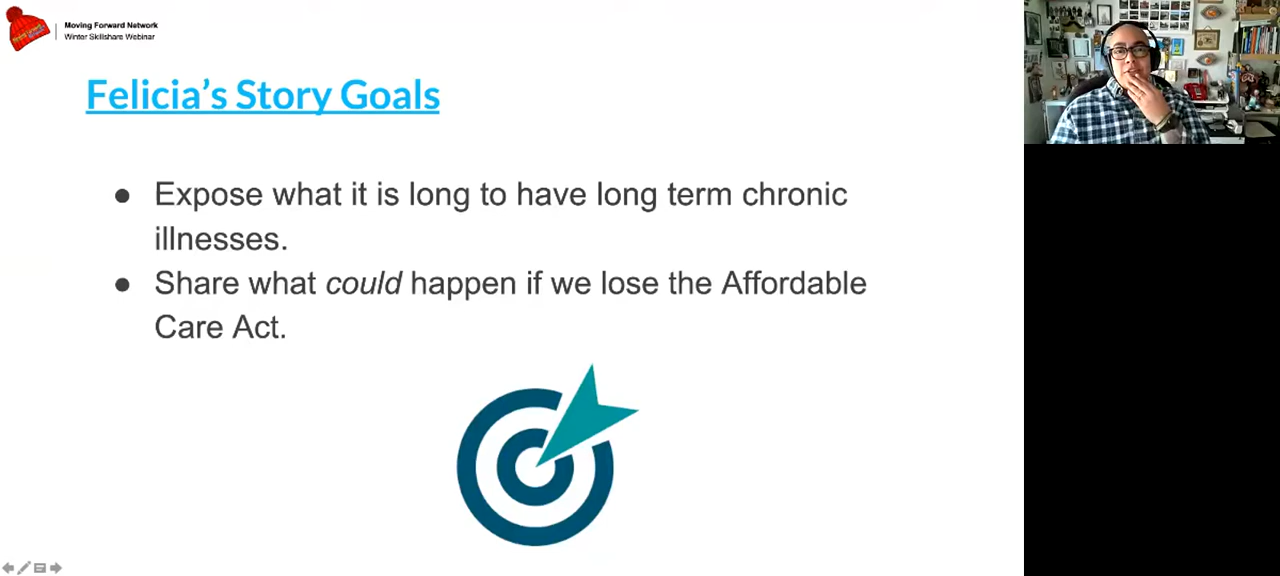 Moving Forward Network
Winter Skillshare Webinar
Felicia's Story Goals
● Expose what it is long to have long term chronic
illnesses.
● Share what could happen if we lose the Affordable
Care Act.